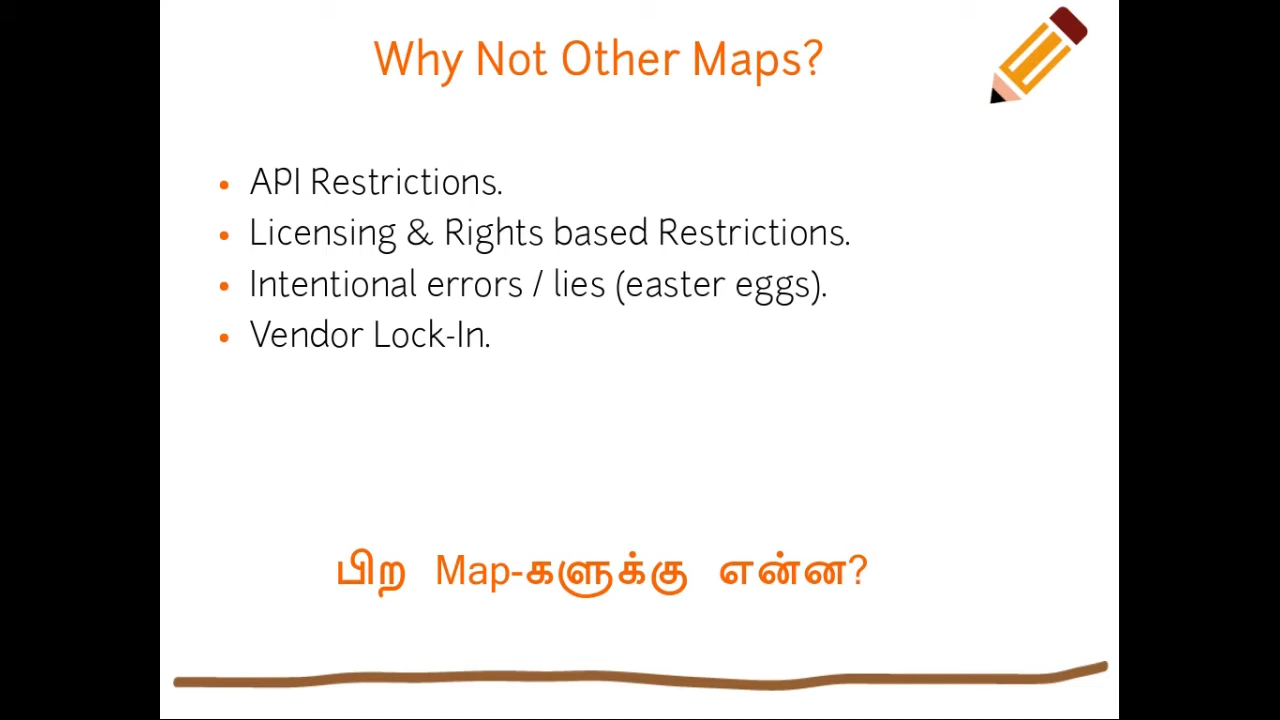 Why Not Other Maps?
• API Restrictions.
• Licensing & Rights based Restrictions.
• Intentional errors / lies (easter eggs).
• Vendor Lock-In.
பிற Map-களுக்கு என்ன?